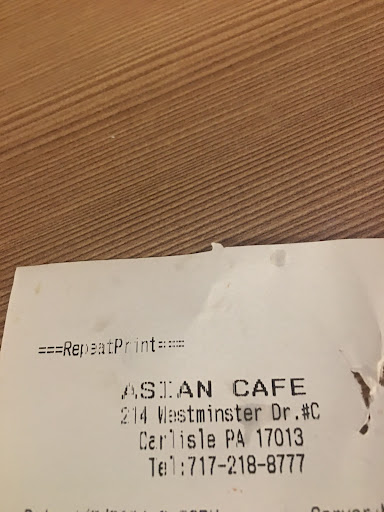 ===RepeatPrint===
ASIAN CAFE
214 Westminster Dr.#C
Carlisle PA 17013
Tel:717-218-8777